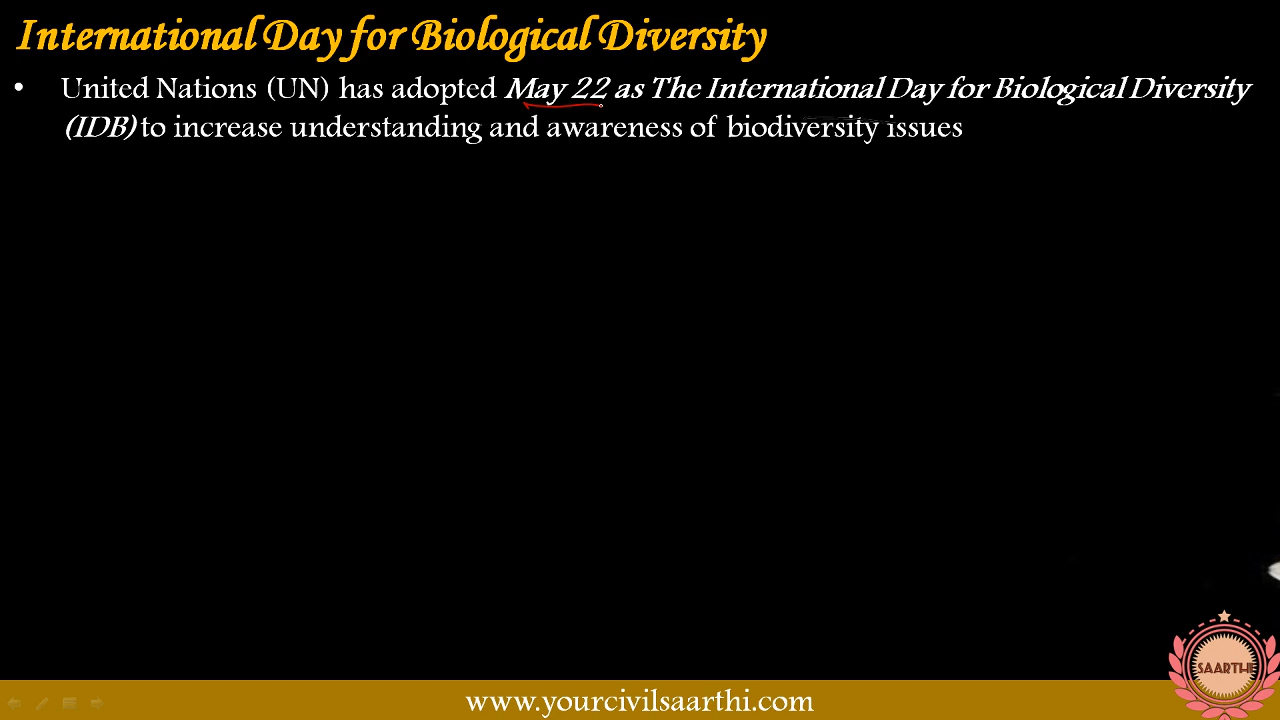 International Day for Biological Diversity
• United Nations (UN) has adopted May 22 as The International Day for Biological Diversity
(IDB) to increase understanding and awareness of biodiversity issues
SAARTHI
www.yourcivilsaarthi.com